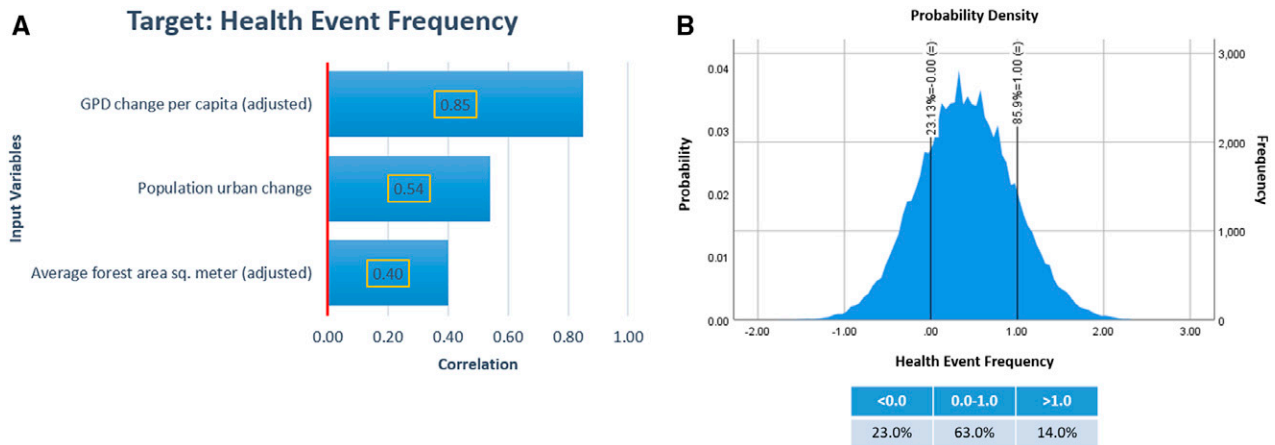 A
Target: Health Event Frequency
Input Variables
GPD change per capita (adjusted)
0.85
Population urban change
0.54
Average forest area sq. meter (adjusted)
0.40
0.00 0.20 0.40 0.60 0.80 1.00
Correlation
B
Probability Density
Probability
0.04
0.03
0.02
0.01
0.00
23.13%=-0.00 (=)
85.9%=1.00 (=)
3,000
2,000
1,000
0
Frequency
-2.00 -1.00 .00 1.00 2.00 3.00
Health Event Frequency
<0.0 0.0-1.0 >1.0
23.0% 63.0% 14.0%